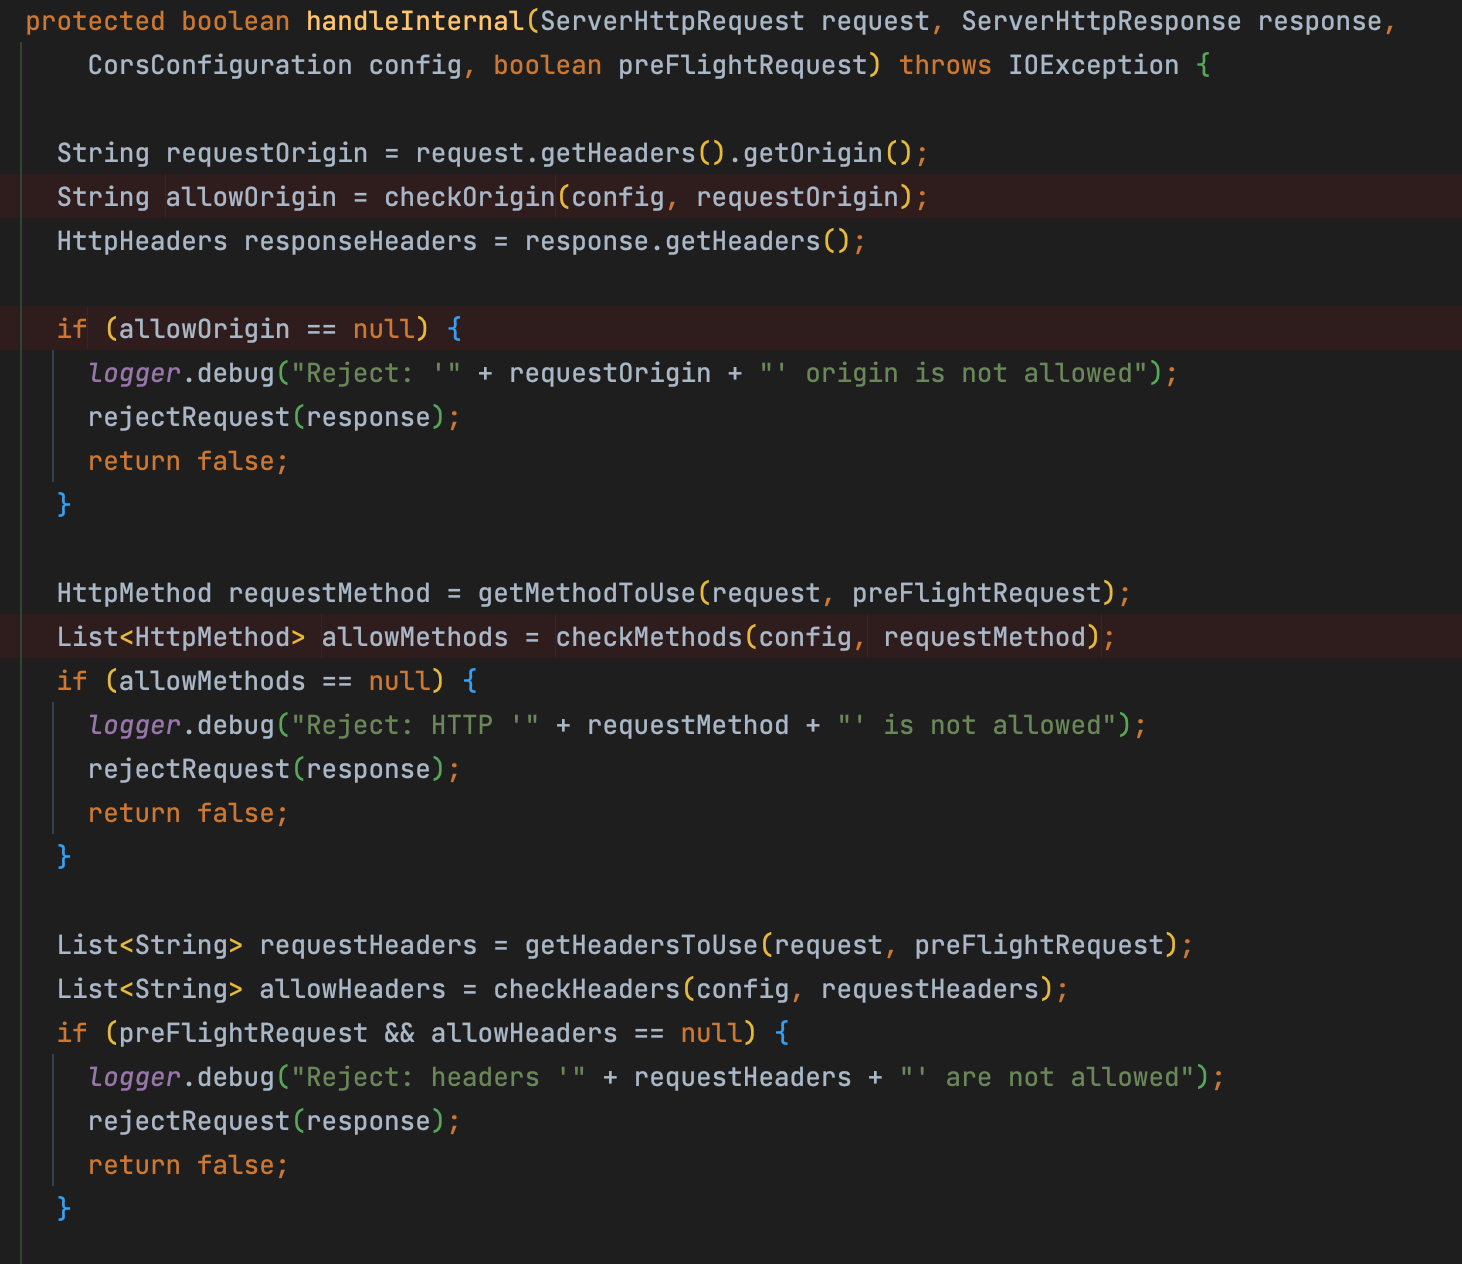 protected boolean handleInternal(ServerHttpRequest request, ServerHttpResponse response,
CorsConfiguration config, boolean preFlightRequest) throws IOException {
String requestOrigin = request.getHeaders().getOrigin();
String allowOrigin = checkOrigin(config, requestOrigin);
HttpHeaders responseHeaders = response.getHeaders();
if (allowOrigin == null) {
logger.debug("Reject: '" + requestOrigin + "' origin is not allowed");
rejectRequest(response);
return false;
}
HttpMethod requestMethod = getMethodToUse(request, preFlightRequest);
List<HttpMethod> allowMethods = checkMethods(config, requestMethod);
if (allowMethods == null) {
logger.debug("Reject: HTTP '" + requestMethod + "' is not allowed");
rejectRequest(response);
return false;
}
List<String> requestHeaders = getHeadersToUse(request, preFlightRequest);
List<String> allowHeaders = checkHeaders(config, requestHeaders);
if (preFlightRequest && allowHeaders == null) {
logger.debug("Reject: headers '" + requestHeaders + "' are not allowed");
rejectRequest(response);
return false;
}